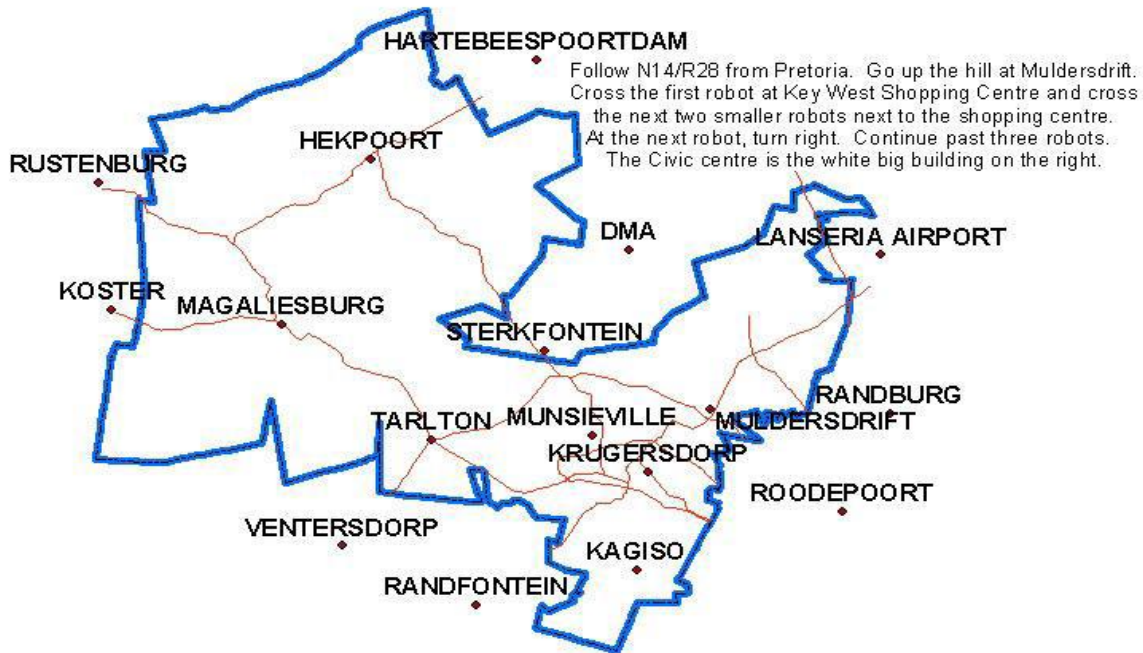 HARTEBEESPOORTDAM
Follow N14/R28 from Pretoria. Go up the hill at Muldersdrift.
Cross the first robot at Key West Shopping Centre and cross
the next two smaller robots next to the shopping centre.
At the next robot, turn right. Continue past three robots.
The Civic centre is the white big building on the right.
HEKPOORT
RUSTENBURG
DMA
LANSERIA AIRPORT
KOSTER
MAGALIESBURG
STERKFONTEIN
RANDBURG
TARLTON
MUNSIEVILLE
MULDERSDRIFT
KRUGERSDORP
ROODEPOORT
VENTERSDORP
KAGISO
RANDFONTEIN